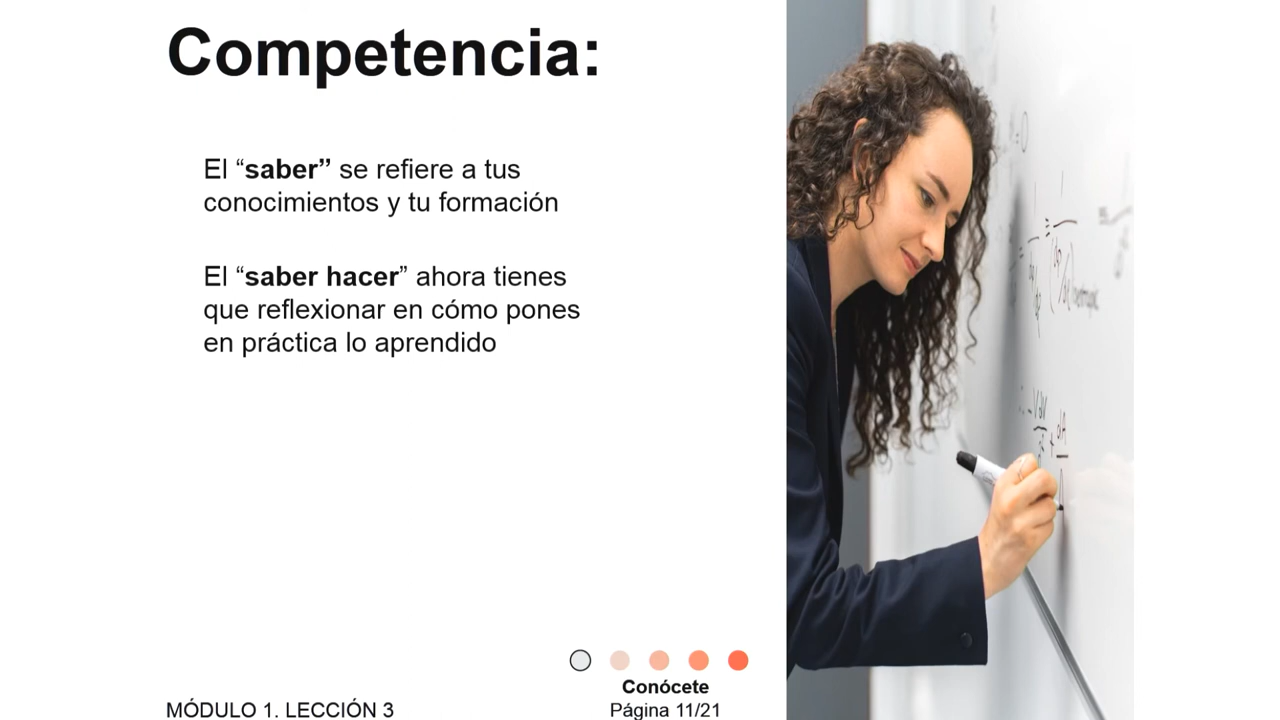 Competencia:
El “saber” se refiere a tus
conocimientos y tu formación
El “saber hacer” ahora tienes
que reflexionar en cómo pones
en práctica lo aprendido
Conócete
Página 11/21
MÓDULO 1. LECCIÓN 3